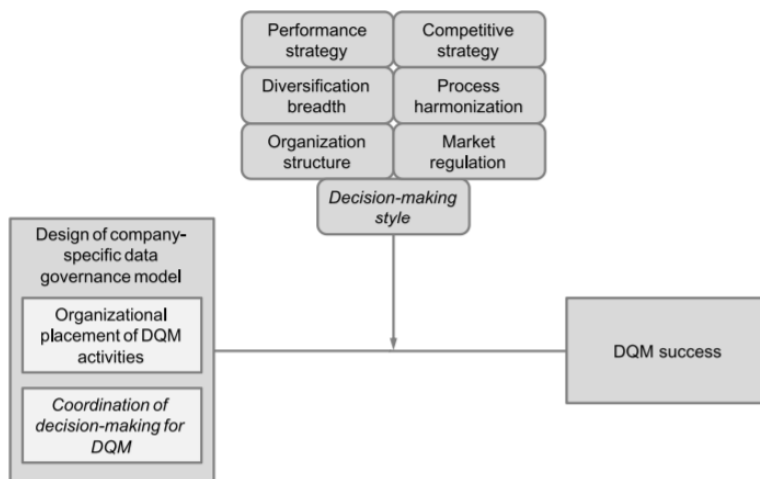 Performance
strategy
Competitive
strategy
Diversification
breadth
Process
harmonization
Organization
structure
Market
regulation
Decision-making
style
Design of company-
specific data
governance model
Organizational
placement of DQM
activities
Coordination of
decision-making for
DQM
DQM success